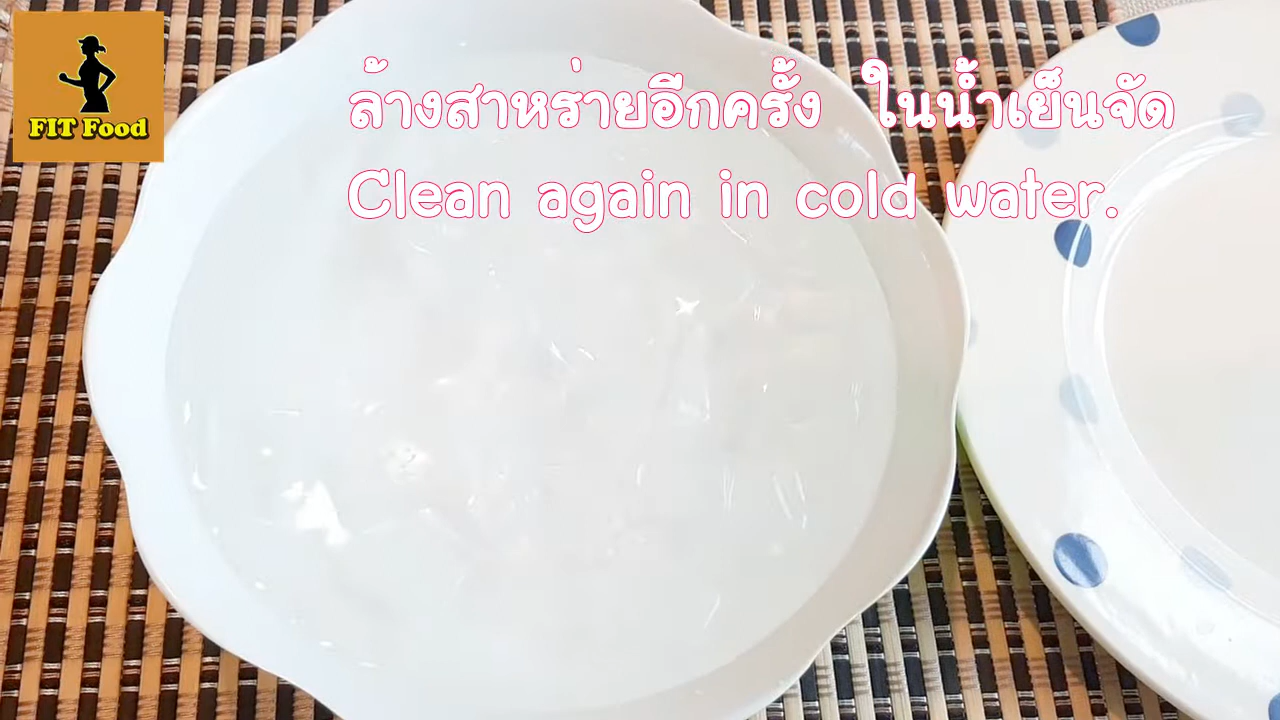 FIT Food
ล้างสาหร่ายอีกครั้ง ในน้ำเย็นจัด
Clean again in cold water.